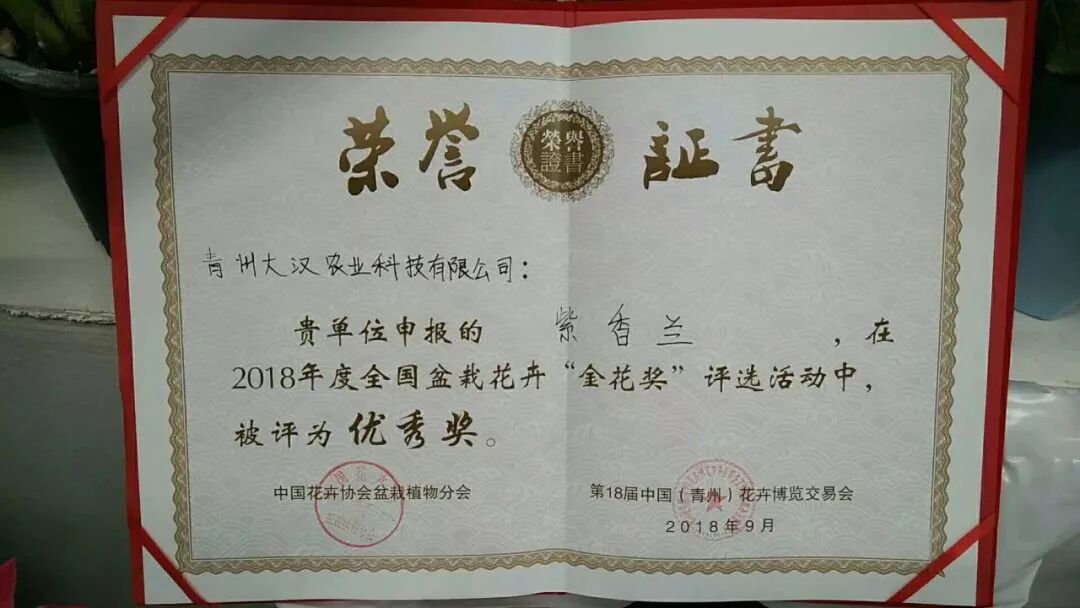 荣誉 證書
榮與
證書
青州大汉农业科技有限公司：
贵单位申报的 紫香兰 ，在
2018年度全国盆栽花卉“金花奖”评选活动中，
被评为优秀奖。
中国花卉协会盆栽植物分会
第18届中国（青州）花卉博览交易会
2018年9月